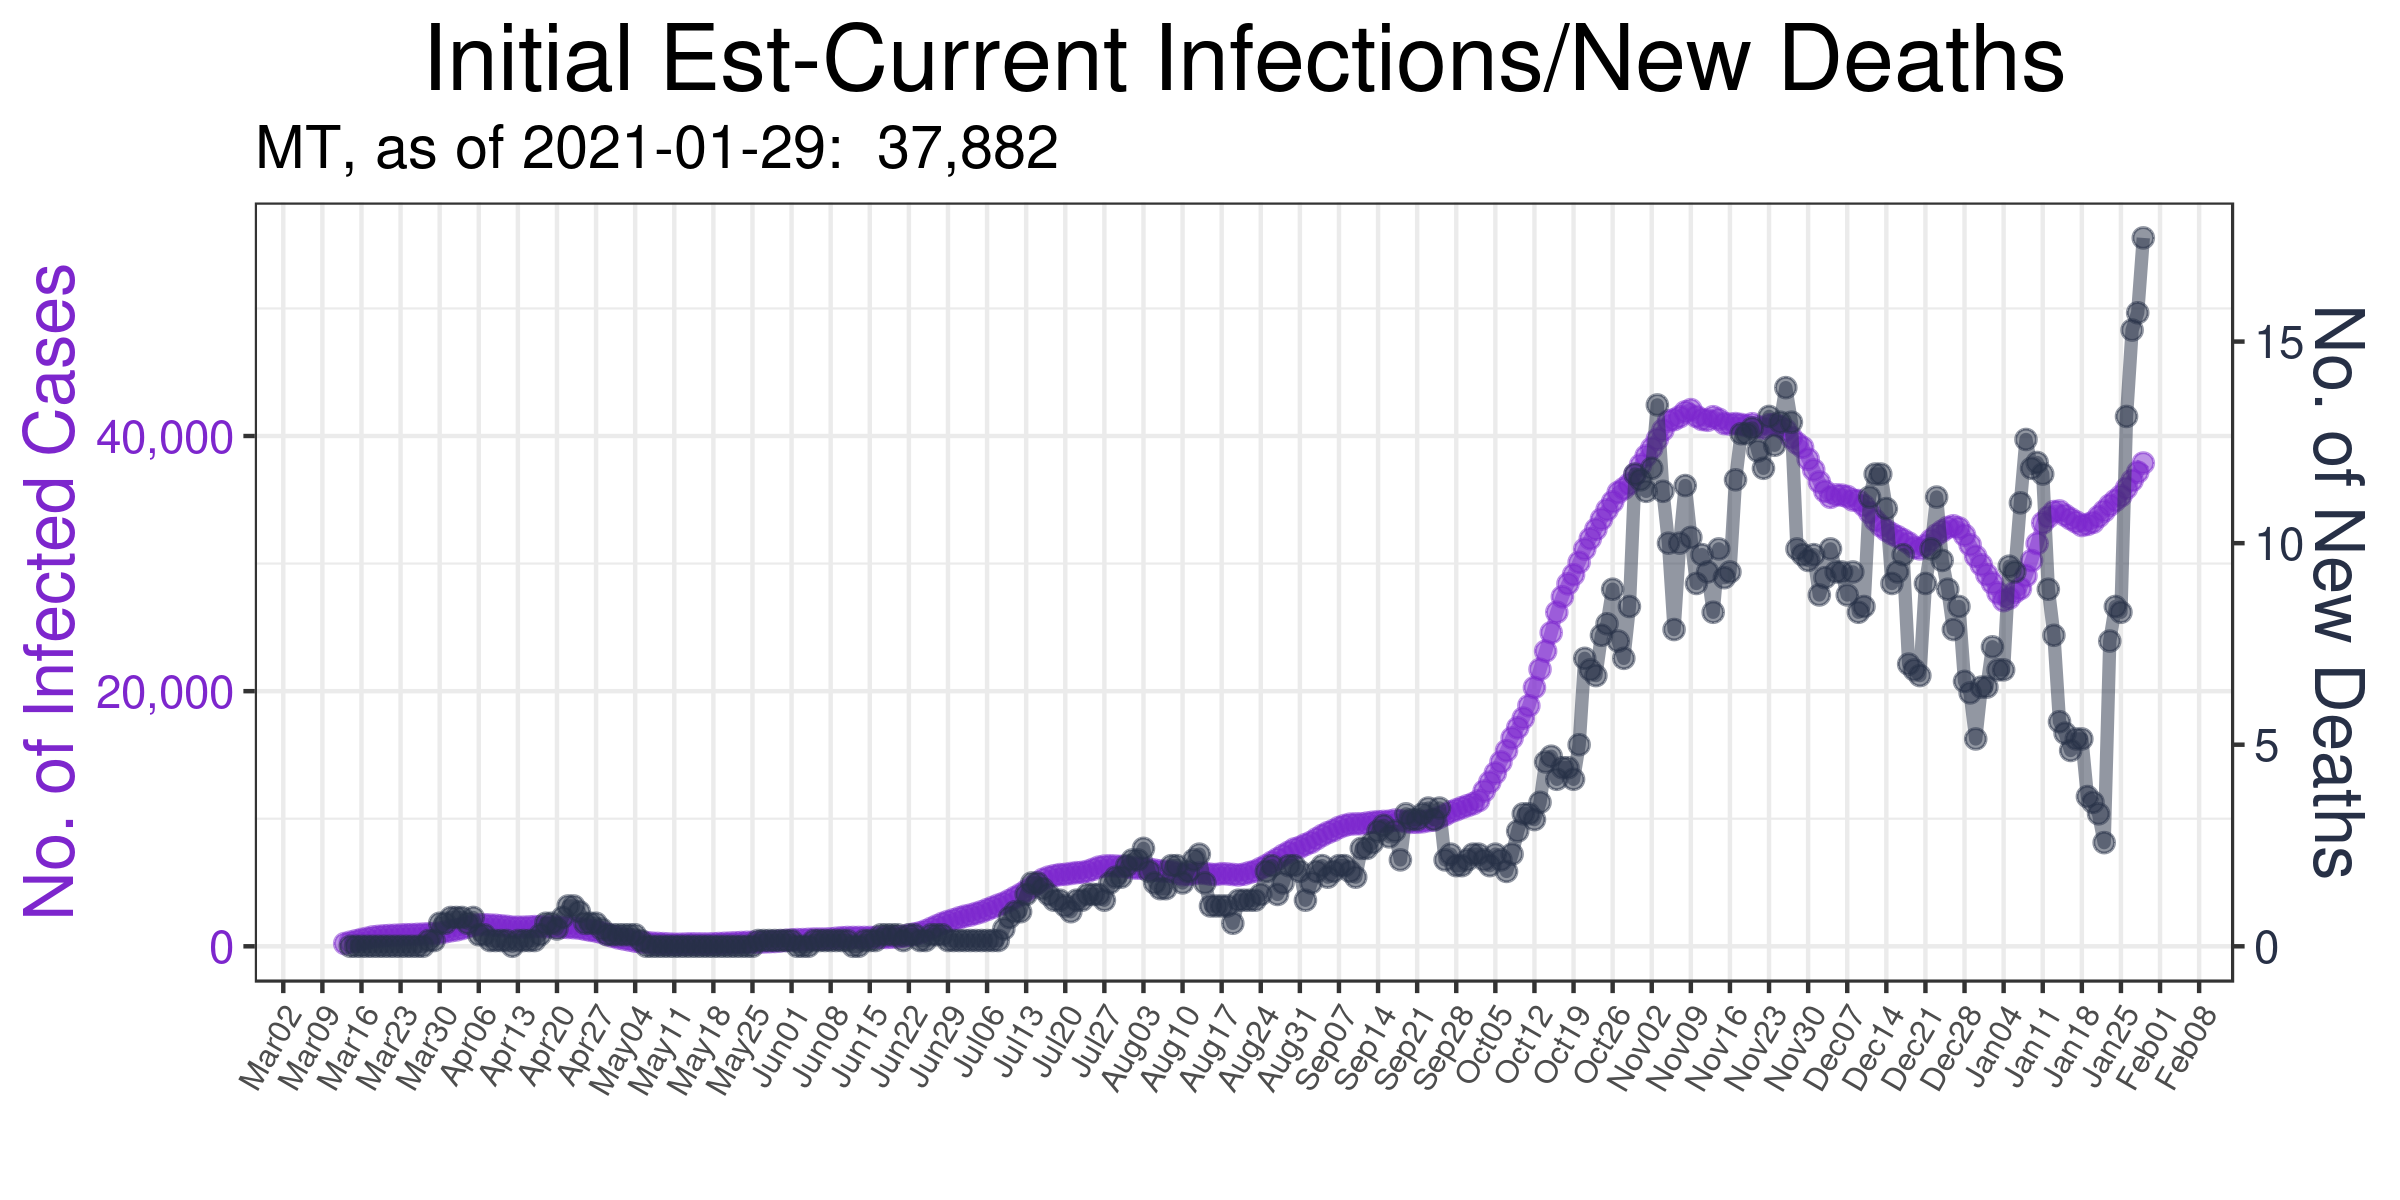 Initial Est-Current Infections/New Deaths
MT, as of 2021-01-29:  37,882
No. of Infected Cases
40,000
20,000
0
15
10
5
0
No. of New Deaths
Mar02 Mar09 Mar16 Mar23 Mar30 Apr06 Apr13 Apr20 Apr27 May04 May11 May18 May25 Jun01 Jun08 Jun15 Jun22 Jun29 Jul06 Jul13 Jul20 Jul27 Aug03 Aug10 Aug17 Aug24 Aug31 Sep07 Sep14 Sep21 Sep28 Oct05 Oct12 Oct19 Oct26 Nov02 Nov09 Nov16 Nov23 Nov30 Dec07 Dec14 Dec21 Dec28 Jan04 Jan11 Jan18 Jan25 Feb01 Feb08